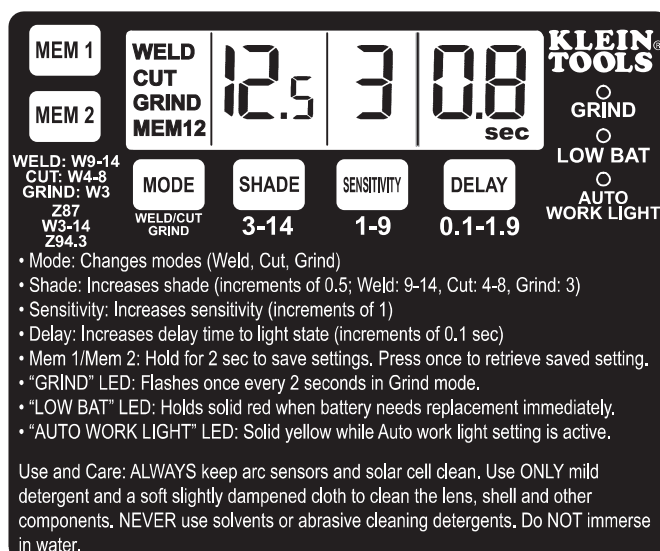 MEM 1
MEM 2
WELD: W9-14
CUT: W4-8
GRIND: W3
Z87
W3-14
Z94.3
WELD
CUT
GRIND
MEM12
12.5
3
0.8
sec
MODE
WELD/CUT
GRIND
SHADE
3-14
SENSITIVITY
1-9
DELAY
0.1-1.9
KLEIN
TOOLS®
GRIND
LOW BAT
AUTO
WORK LIGHT
• Mode: Changes modes (Weld, Cut, Grind)
• Shade: Increases shade (increments of 0.5; Weld: 9-14, Cut: 4-8, Grind: 3)
• Sensitivity: Increases sensitivity (increments of 1)
• Delay: Increases delay time to light state (increments of 0.1 sec)
• Mem 1/Mem 2: Hold for 2 sec to save settings. Press once to retrieve saved setting.
• “GRIND” LED: Flashes once every 2 seconds in Grind mode.
• “LOW BAT” LED: Holds solid red when battery needs replacement immediately.
• “AUTO WORK LIGHT” LED: Solid yellow while Auto work light setting is active.
Use and Care: ALWAYS keep arc sensors and solar cell clean. Use ONLY mild
detergent and a soft slightly dampened cloth to clean the lens, shell and other
components. NEVER use solvents or abrasive cleaning detergents. Do NOT immerse
in water.